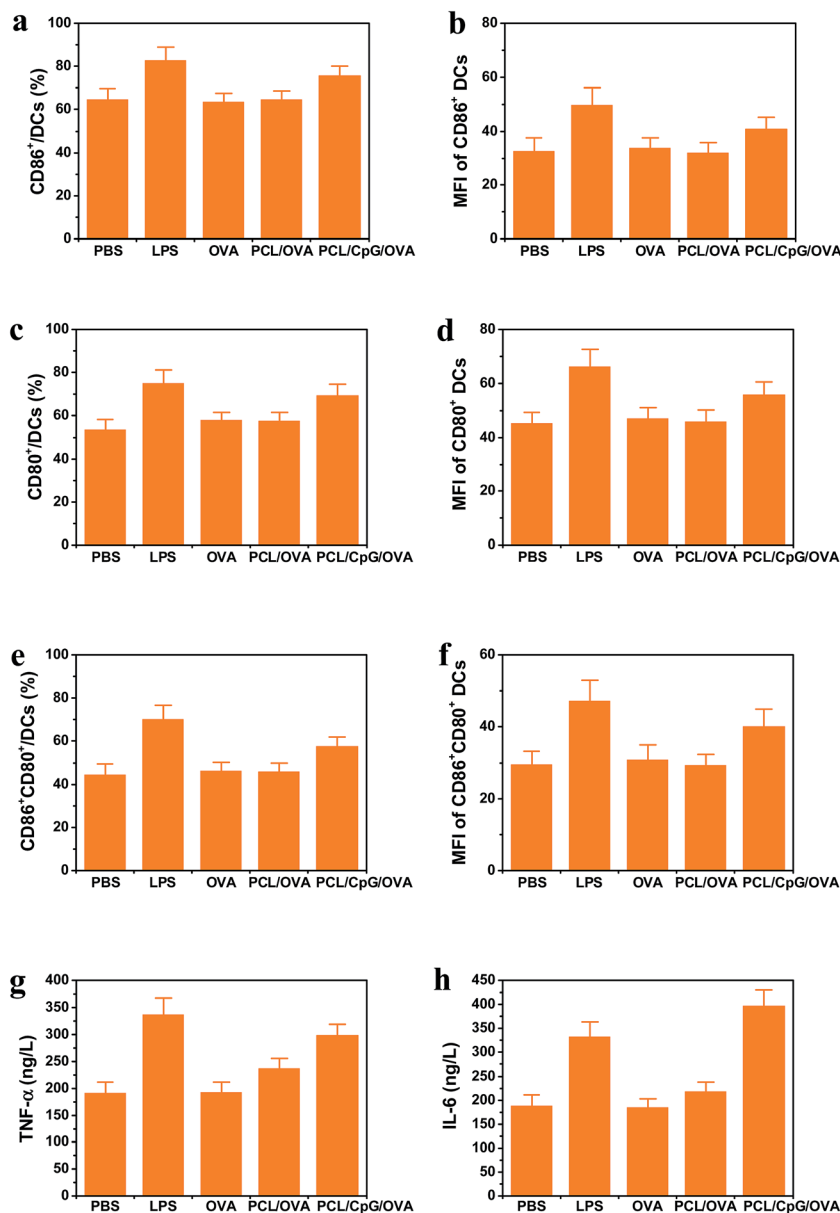 a
CD86⁺/DCs (%)
100
80
60
40
20
0
PBS LPS OVA PCL/OVA PCL/CpG/OVA
b
MFI of CD86⁺ DCs
80
60
40
20
0
PBS LPS OVA PCL/OVA PCL/CpG/OVA
c
CD80⁺/DCs (%)
100
80
60
40
20
0
PBS LPS OVA PCL/OVA PCL/CpG/OVA
d
MFI of CD80⁺ DCs
80
60
40
20
0
PBS LPS OVA PCL/OVA PCL/CpG/OVA
e
CD86⁺CD80⁺/DCs (%)
100
80
60
40
20
0
PBS LPS OVA PCL/OVA PCL/CpG/OVA
f
MFI of CD86⁺CD80⁺ DCs
60
40
20
0
PBS LPS OVA PCL/OVA PCL/CpG/OVA
g
TNF-α (ng/L)
400
350
300
250
200
150
100
50
0
PBS LPS OVA PCL/OVA PCL/CpG/OVA
h
IL-6 (ng/L)
450
400
350
300
250
200
150
100
50
0
PBS LPS OVA PCL/OVA PCL/CpG/OVA